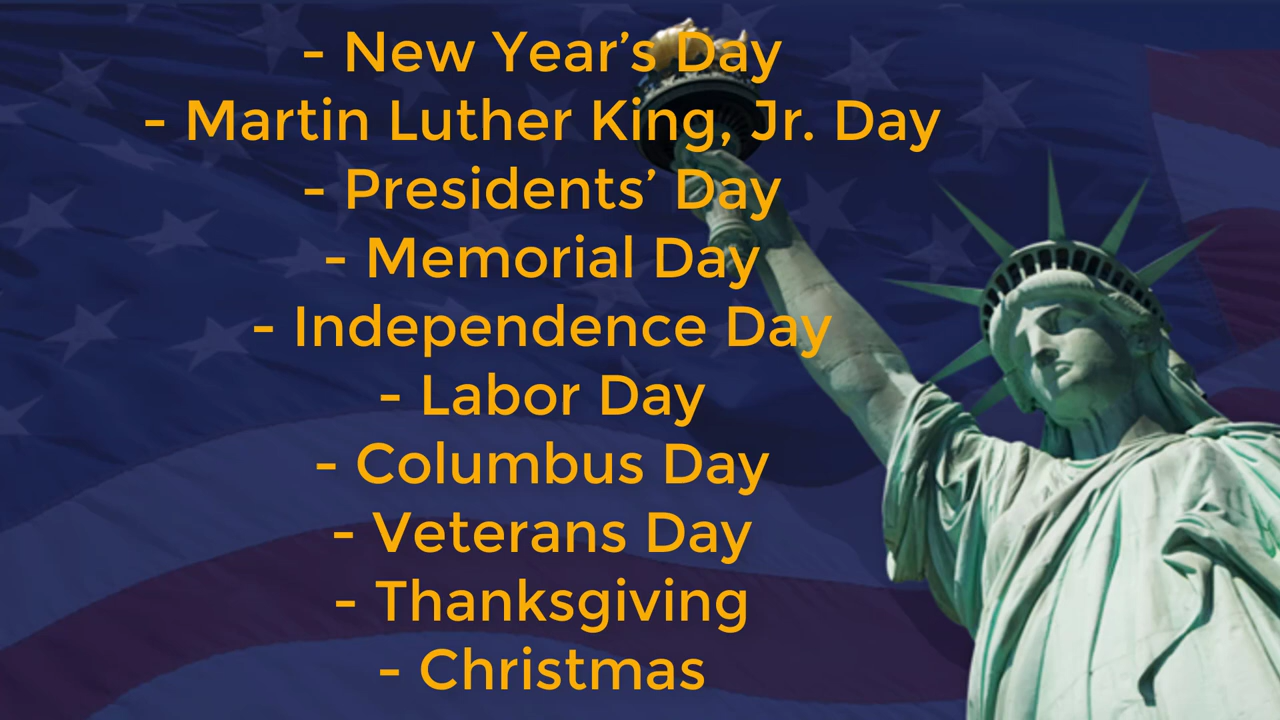 - New Year’s Day
- Martin Luther King, Jr. Day
- Presidents’ Day
- Memorial Day
- Independence Day
- Labor Day
- Columbus Day
- Veterans Day
- Thanksgiving
- Christmas